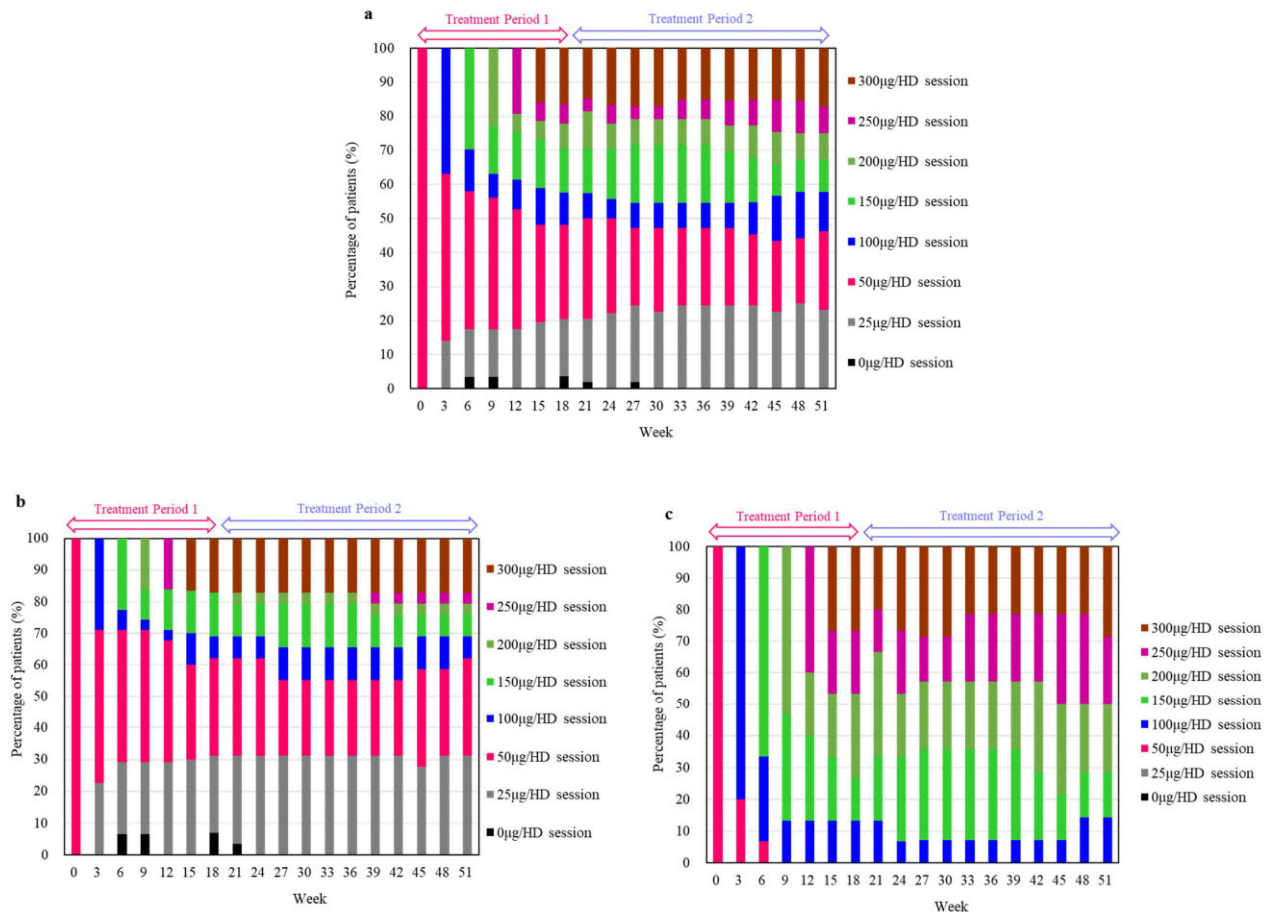 a
Treatment Period 1
Treatment Period 2
Percentage of patients (%)
100
90
80
70
60
50
40
30
20
10
0
0 3 6 9 12 15 18 21 24 27 30 33 36 39 42 45 48 51
Week
300μg/HD session
250μg/HD session
200μg/HD session
150μg/HD session
100μg/HD session
50μg/HD session
25μg/HD session
0μg/HD session
b
Treatment Period 1
Treatment Period 2
Percentage of patients (%)
100
90
80
70
60
50
40
30
20
10
0
0 3 6 9 12 15 18 21 24 27 30 33 36 39 42 45 48 51
Week
300μg/HD session
250μg/HD session
200μg/HD session
150μg/HD session
100μg/HD session
50μg/HD session
25μg/HD session
0μg/HD session
c
Treatment Period 1
Treatment Period 2
Percentage of patients (%)
100
90
80
70
60
50
40
30
20
10
0
0 3 6 9 12 15 18 21 24 27 30 33 36 39 42 45 48 51
Week
300μg/HD session
250μg/HD session
200μg/HD session
150μg/HD session
100μg/HD session
50μg/HD session
25μg/HD session
0μg/HD session